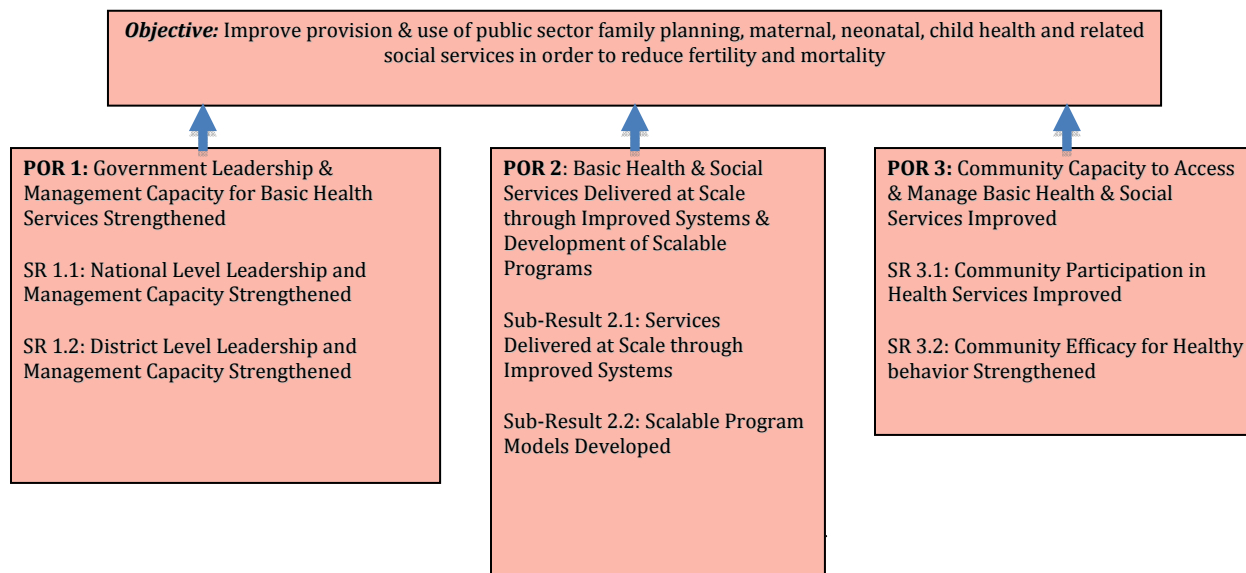 Objective: Improve provision & use of public sector family planning, maternal, neonatal, child health and related
social services in order to reduce fertility and mortality
POR 1: Government Leadership &
Management Capacity for Basic Health
Services Strengthened
SR 1.1: National Level Leadership and
Management Capacity Strengthened
SR 1.2: District Level Leadership and
Management Capacity Strengthened
POR 2: Basic Health & Social
Services Delivered at Scale
through Improved Systems &
Development of Scalable
Programs
Sub-Result 2.1: Services
Delivered at Scale through
Improved Systems
Sub-Result 2.2: Scalable Program
Models Developed
POR 3: Community Capacity to Access
& Manage Basic Health & Social
Services Improved
SR 3.1: Community Participation in
Health Services Improved
SR 3.2: Community Efficacy for Healthy
behavior Strengthened
.